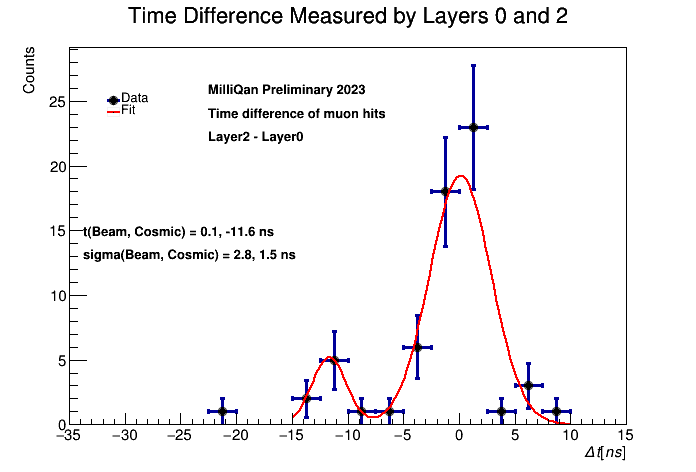 Time Difference Measured by Layers 0 and 2
Counts
Data
Fit
MilliQan Preliminary 2023
Time difference of muon hits
Layer2 - Layer0
t(Beam, Cosmic) = 0.1, -11.6 ns
sigma(Beam, Cosmic) = 2.8, 1.5 ns
25
20
15
10
5
0
−35 −30 −25 −20 −15 −10 −5 0 5 10 15
Δt[ns]